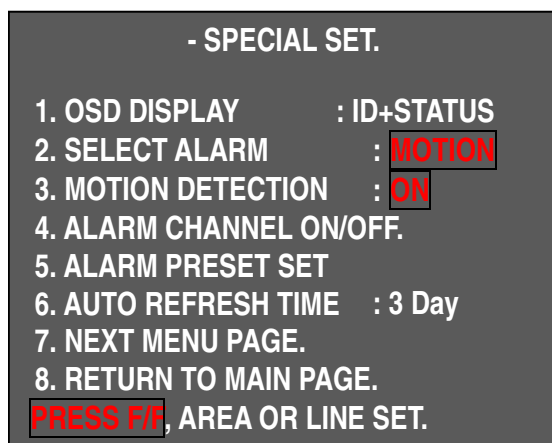 - SPECIAL SET.
1. OSD DISPLAY : ID+STATUS
2. SELECT ALARM : MOTION
3. MOTION DETECTION : ON
4. ALARM CHANNEL ON/OFF.
5. ALARM PRESET SET
6. AUTO REFRESH TIME : 3 Day
7. NEXT MENU PAGE.
8. RETURN TO MAIN PAGE.
PRESS F/F, AREA OR LINE SET.